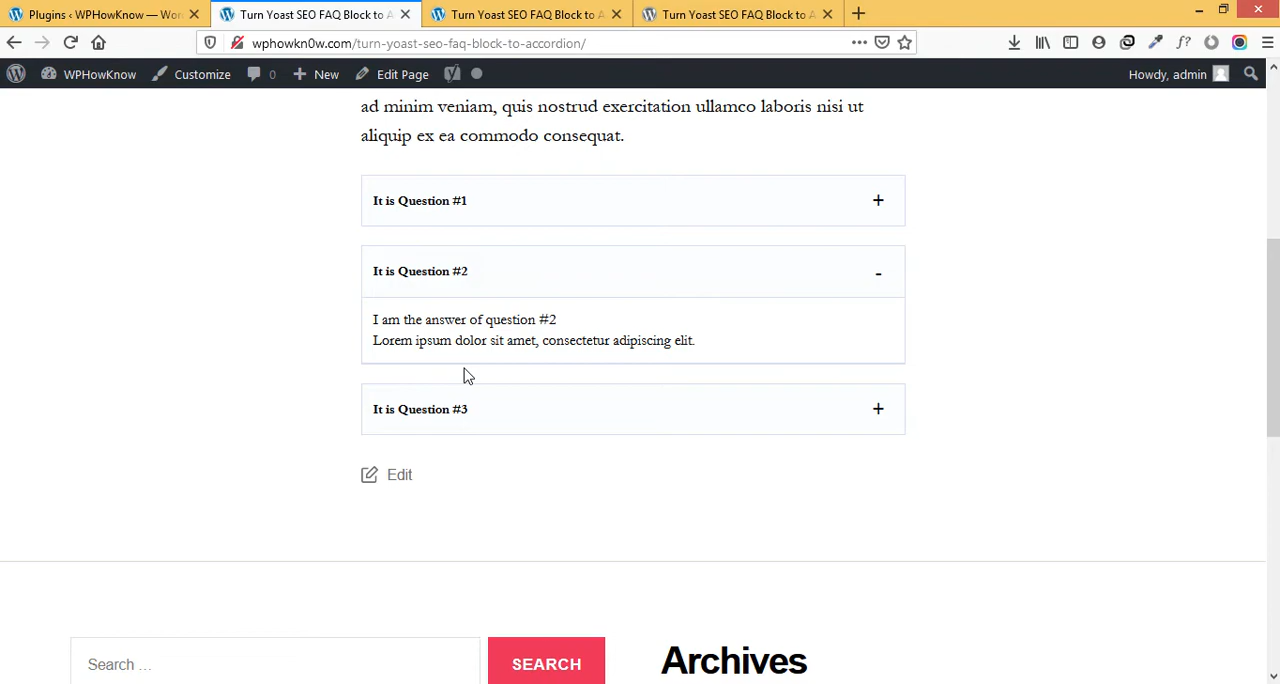 Plugins ‹ WPHowKnow — Wor
Turn Yoast SEO FAQ Block to A
Turn Yoast SEO FAQ Block to A
Turn Yoast SEO FAQ Block to A
wphowkn0w.com/turn-yoast-seo-faq-block-to-accordion/
WPHowKnow
Customize
0
New
Edit Page
Howdy, admin
ad minim veniam, quis nostrud exercitation ullamco laboris nisi ut
aliquip ex ea commodo consequat.
It is Question #1 +
It is Question #2 -
I am the answer of question #2
Lorem ipsum dolor sit amet, consectetur adipiscing elit.
It is Question #3 +
Edit
Search …
SEARCH
Archives